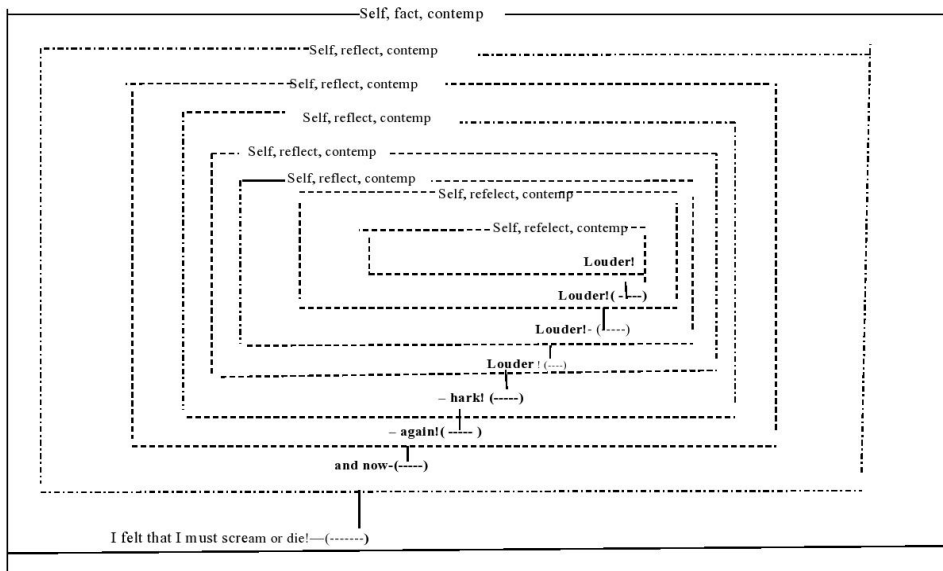 Self, fact, contemp
Self, reflect, contemp
Self, reflect, contemp
Self, reflect, contemp
Self, reflect, contemp
Self, reflect, contemp
Self, refelect, contemp
Self, refelect, contemp
Louder!
Louder!( -----)
Louder!- (----)
Louder ! (----)
– hark! (-----)
– again!( ----- )
and now-(-----)
I felt that I must scream or die!—(-------)